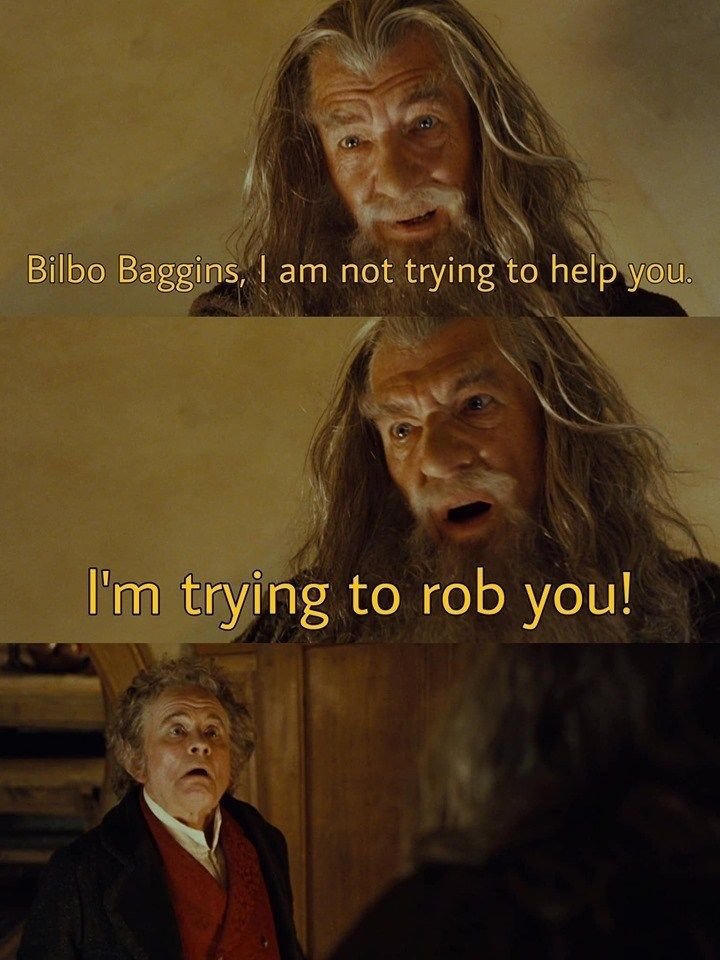 Bilbo Baggins, I am not trying to help you.
I'm trying to rob you!